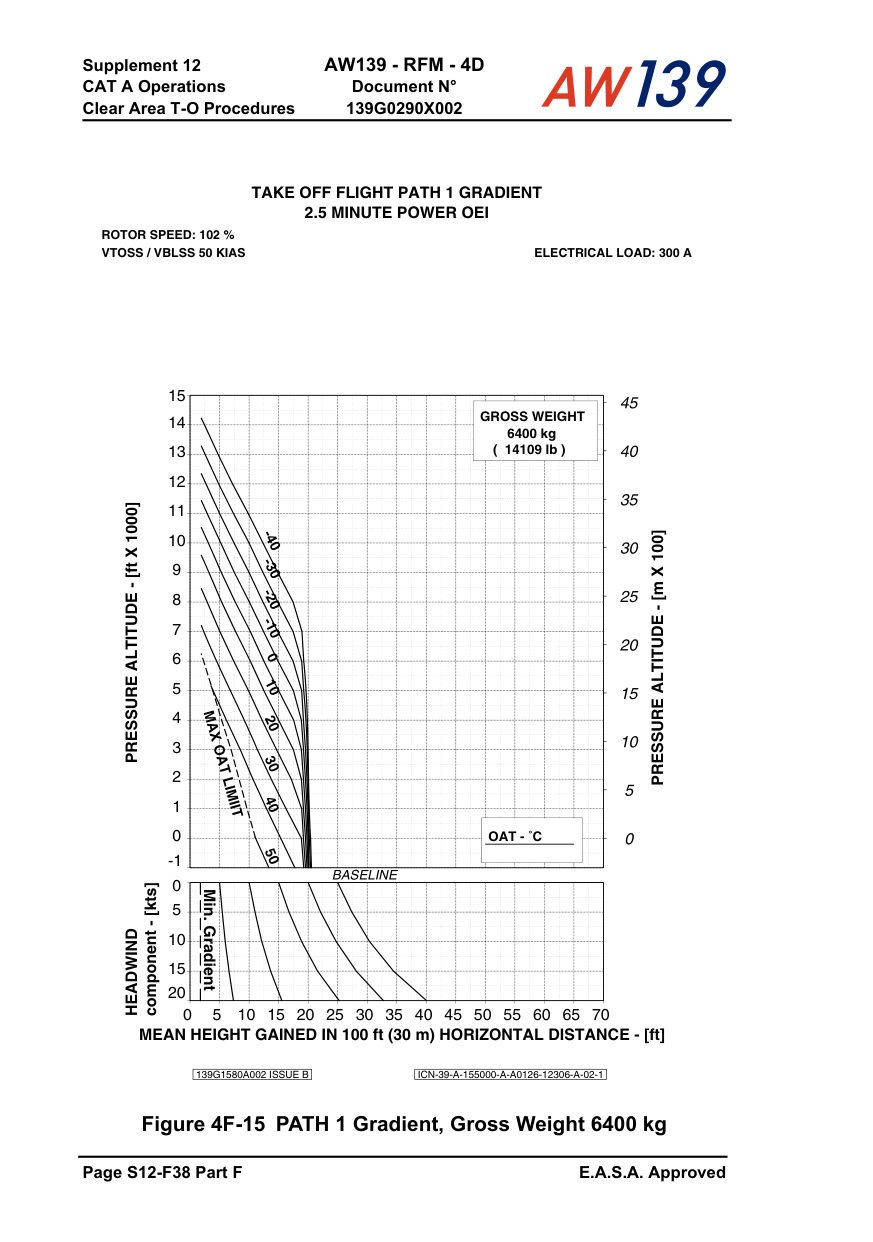 Supplement 12
CAT A Operations
Clear Area T-O Procedures
AW139 - RFM - 4D
Document N°
139G0290X002
AW139
TAKE OFF FLIGHT PATH 1 GRADIENT
2.5 MINUTE POWER OEI
ROTOR SPEED: 102 %
VTOSS / VBLSS 50 KIAS
ELECTRICAL LOAD: 300 A
PRESSURE ALTITUDE - [ft X 1000]
15
14
13
12
11
10
9
8
7
6
5
4
3
2
1
0
-1
GROSS WEIGHT
6400 kg
( 14109 lb )
-40
-30
-20
-10
0
10
20
30
40
50
MAX OAT LIMIIT
OAT - °C
45
40
35
30
25
20
15
10
5
0
PRESSURE ALTITUDE - [m X 100]
BASELINE
HEADWIND
component - [kts]
0
5
10
15
20
Min. Gradient
0 5 10 15 20 25 30 35 40 45 50 55 60 65 70
MEAN HEIGHT GAINED IN 100 ft (30 m) HORIZONTAL DISTANCE - [ft]
139G1580A002 ISSUE B
ICN-39-A-155000-A-A0126-12306-A-02-1
Figure 4F-15 PATH 1 Gradient, Gross Weight 6400 kg
Page S12-F38 Part F
E.A.S.A. Approved